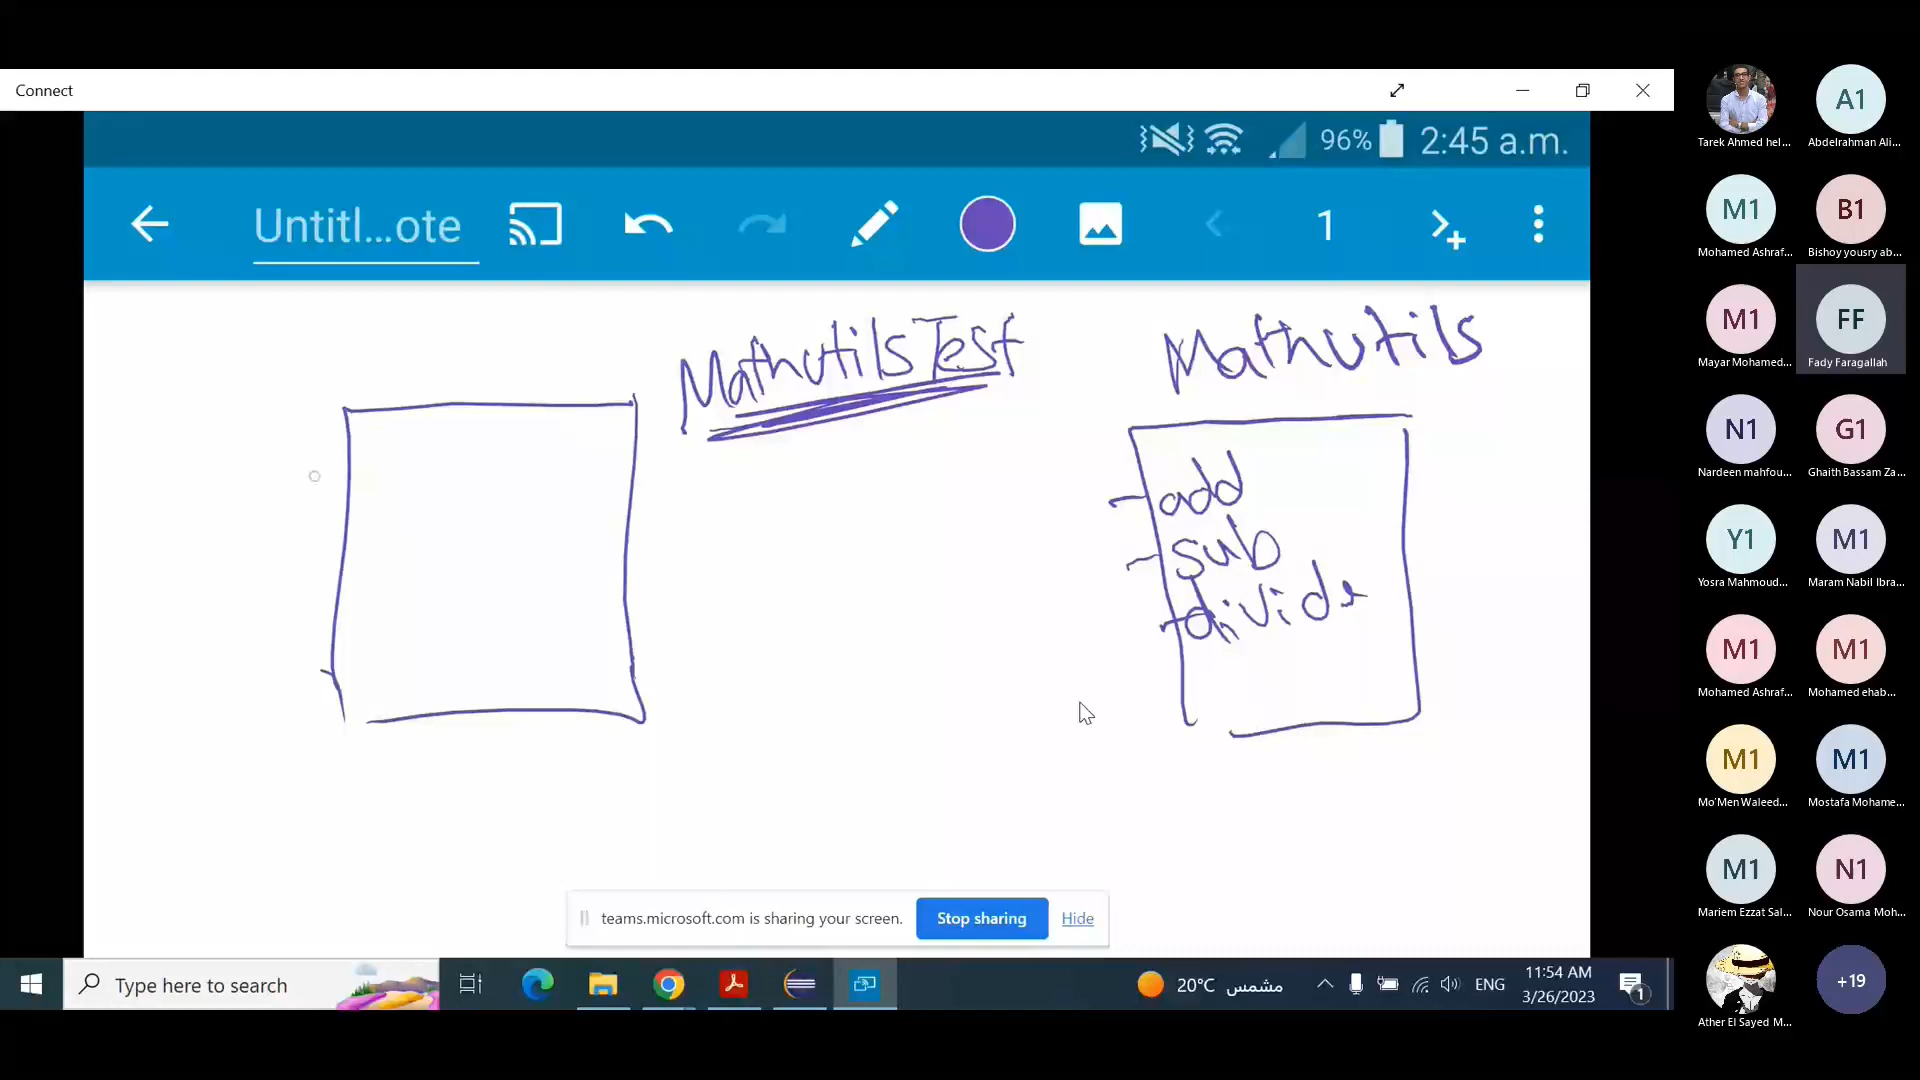 Connect
96% 2:45 a.m.
Untitl...ote
1
MathutilsTest
Mathutils
add
sub
divide
teams.microsoft.com is sharing your screen.
Stop sharing
Hide
Type here to search
20°C مشمس
ENG
11:54 AM
3/26/2023
1
Tarek Ahmed hel...
A1
Abdelrahman Ali...
M1
Mohamed Ashraf...
B1
Bishoy yousry ab...
M1
Mayar Mohamed...
FF
Fady Faragallah
N1
Nardeen mahfou...
G1
Ghaith Bassam Za...
Y1
Yosra Mahmoud...
M1
Maram Nabil Ibra...
M1
Mohamed Ashraf...
M1
Mohamed ehab...
M1
Mo'Men Waleed...
M1
Mostafa Mohame...
M1
Mariem Ezzat Sal...
N1
Nour Osama Moh...
Ather El Sayed M...
+19